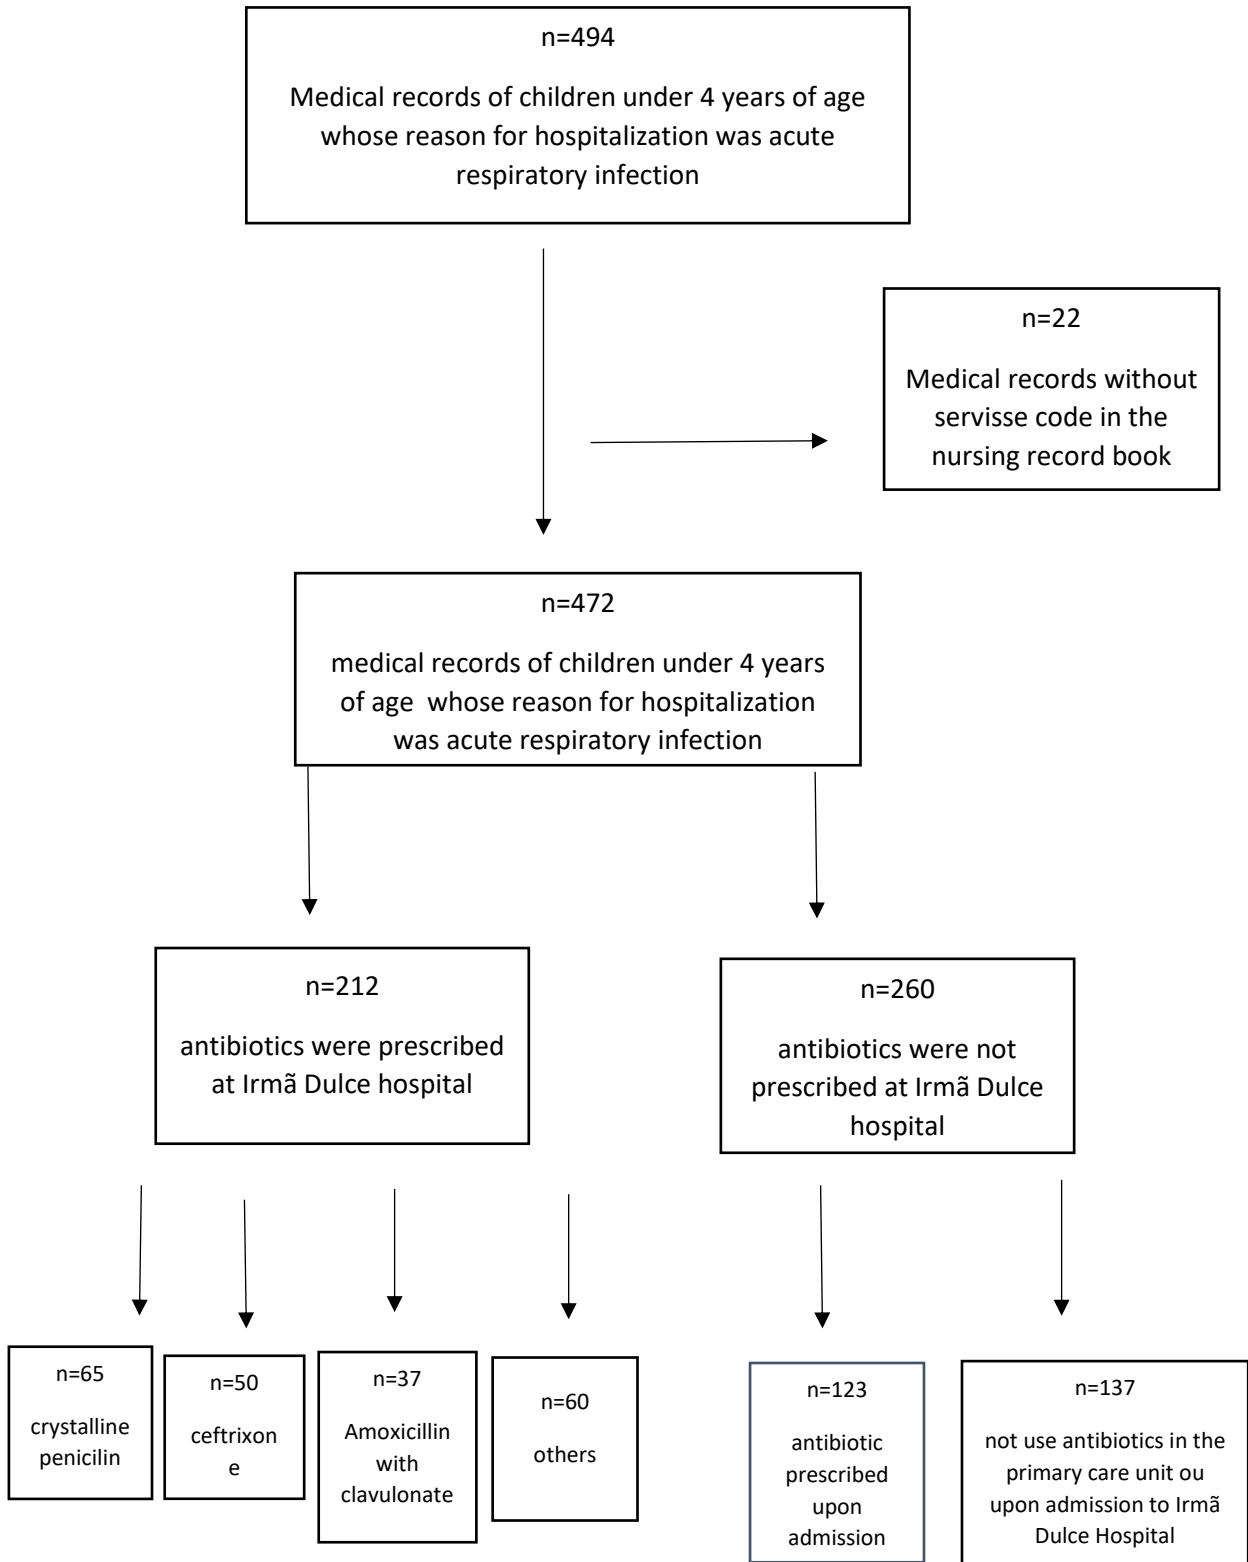 n=494
Medical records of children under 4 years of age
whose reason for hospitalization was acute
respiratory infection
n=22
Medical records without
servisse code in the
nursing record book
n=472
medical records of children under 4 years
of age whose reason for hospitalization
was acute respiratory infection
n=212
antibiotics were prescribed
at Irmã Dulce hospital
n=260
antibiotics were not
prescribed at Irmã Dulce
hospital
n=65
crystalline
penicilin
n=50
ceftrixon
e
n=37
Amoxicillin
with
clavulonate
n=60
others
n=123
antibiotic
prescribed
upon
admission
n=137
not use antibiotics in the
primary care unit ou
upon admission to Irmã
Dulce Hospital